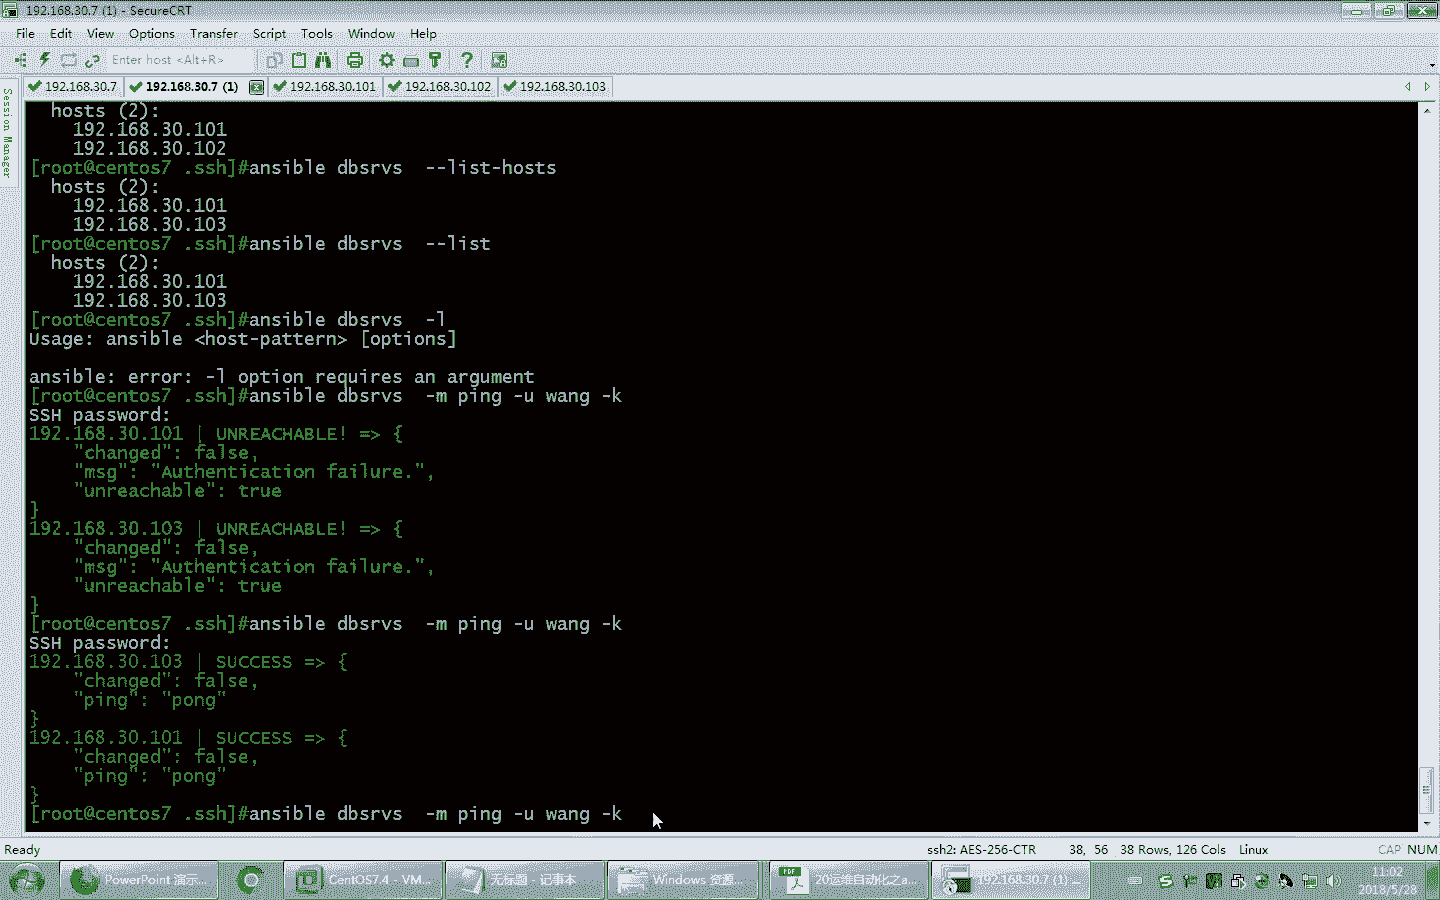 192.168.30.7 (1) - SecureCRT
File Edit View Options Transfer Script Tools Window Help
Enter host <Alt+R>
192.168.30.7 192.168.30.7 (1) 192.168.30.101 192.168.30.102 192.168.30.103
Session Manager
hosts (2):
192.168.30.101
192.168.30.102
[root@centos7 .ssh]#ansible dbsrvs  --list-hosts
hosts (2):
192.168.30.101
192.168.30.103
[root@centos7 .ssh]#ansible dbsrvs  --list
hosts (2):
192.168.30.101
192.168.30.103
[root@centos7 .ssh]#ansible dbsrvs  -l
Usage: ansible <host-pattern> [options]
ansible: error: -l option requires an argument
[root@centos7 .ssh]#ansible dbsrvs  -m ping -u wang -k
SSH password:
192.168.30.101 | UNREACHABLE! => {
"changed": false,
"msg": "Authentication failure.",
"unreachable": true
}
192.168.30.103 | UNREACHABLE! => {
"changed": false,
"msg": "Authentication failure.",
"unreachable": true
}
[root@centos7 .ssh]#ansible dbsrvs  -m ping -u wang -k
SSH password:
192.168.30.103 | SUCCESS => {
"changed": false,
"ping": "pong"
}
192.168.30.101 | SUCCESS => {
"changed": false,
"ping": "pong"
}
[root@centos7 .ssh]#ansible dbsrvs  -m ping -u wang -k
Ready ssh2: AES-256-CTR 38, 56 38 Rows, 126 Cols Linux CAP NUM
PowerPoint 演示... CentOS7.4 - VM... 无标题 - 记事本 Windows 资源... PDF 20运维自动化之a... 192.168.30.7 (1) ... 11:02
2018/5/28